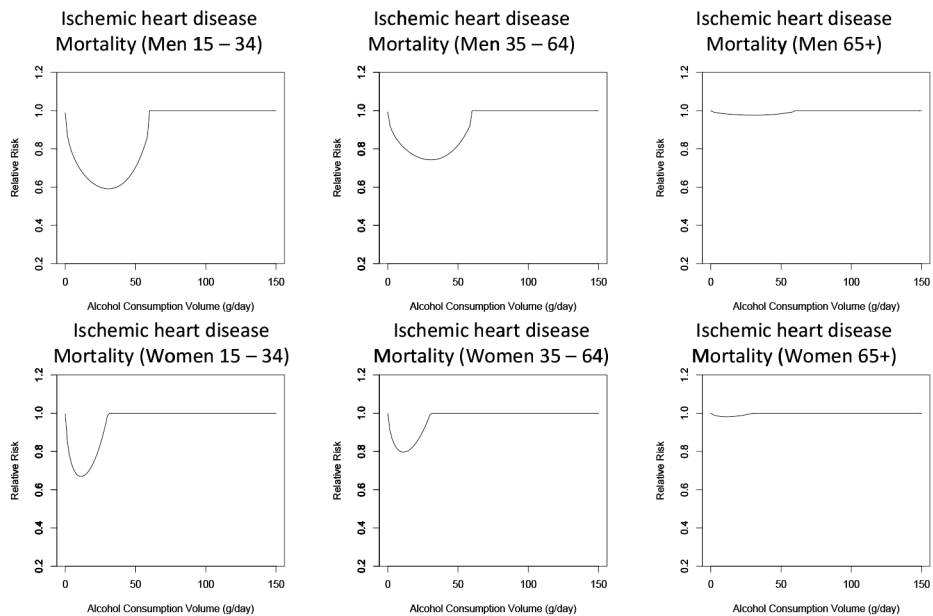 Ischemic heart disease
Mortality (Men 15 – 34)
1.2
1.0
0.8
0.6
0.4
0.2
Relative Risk
0
50
100
150
Alcohol Consumption Volume (g/day)
Ischemic heart disease
Mortality (Men 35 – 64)
1.2
1.0
0.8
0.6
0.4
0.2
Relative Risk
0
50
100
150
Alcohol Consumption Volume (g/day)
Ischemic heart disease
Mortality (Men 65+)
1.2
1.0
0.8
0.6
0.4
0.2
Relative Risk
0
50
100
150
Alcohol Consumption Volume (g/day)
Ischemic heart disease
Mortality (Women 15 – 34)
1.2
1.0
0.8
0.6
0.4
0.2
Relative Risk
0
50
100
150
Alcohol Consumption Volume (g/day)
Ischemic heart disease
Mortality (Women 35 – 64)
1.2
1.0
0.8
0.6
0.4
0.2
Relative Risk
0
50
100
150
Alcohol Consumption Volume (g/day)
Ischemic heart disease
Mortality (Women 65+)
1.2
1.0
0.8
0.6
0.4
0.2
Relative Risk
0
50
100
150
Alcohol Consumption Volume (g/day)